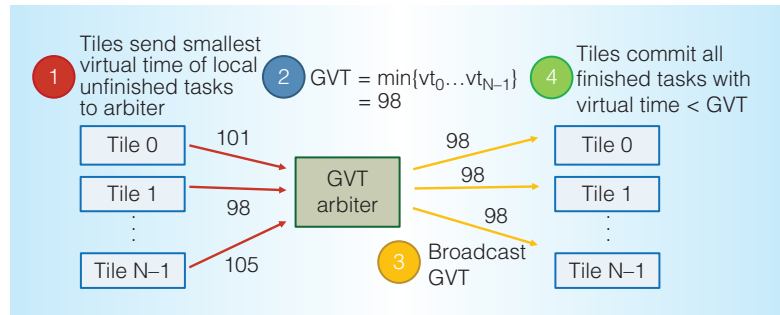 1
Tiles send smallest
virtual time of local
unfinished tasks
to arbiter
2
GVT = min{vt0…vtN–1}
= 98
4
Tiles commit all
finished tasks with
virtual time < GVT
Tile 0
101
Tile 1
98
Tile N–1
105
GVT
arbiter
98
98
98
3
Broadcast
GVT
Tile 0
Tile 1
Tile N–1